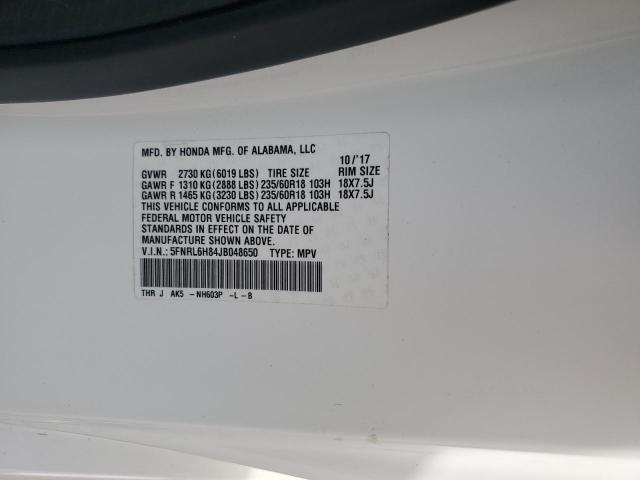 MFD. BY HONDA MFG. OF ALABAMA, LLC 10/'17
GVWR 2730 KG(6019 LBS) TIRE SIZE RIM SIZE
GAWR F 1310 KG(2888 LBS) 235/60R18 103H 18X7.5J
GAWR R 1465 KG(3230 LBS) 235/60R18 103H 18X7.5J
THIS VEHICLE CONFORMS TO ALL APPLICABLE
FEDERAL MOTOR VEHICLE SAFETY
STANDARDS IN EFFECT ON THE DATE OF
MANUFACTURE SHOWN ABOVE.
V.I.N.: 5FNRL6H84JB048650 TYPE: MPV
THR J AK5 -NH603P -L-B